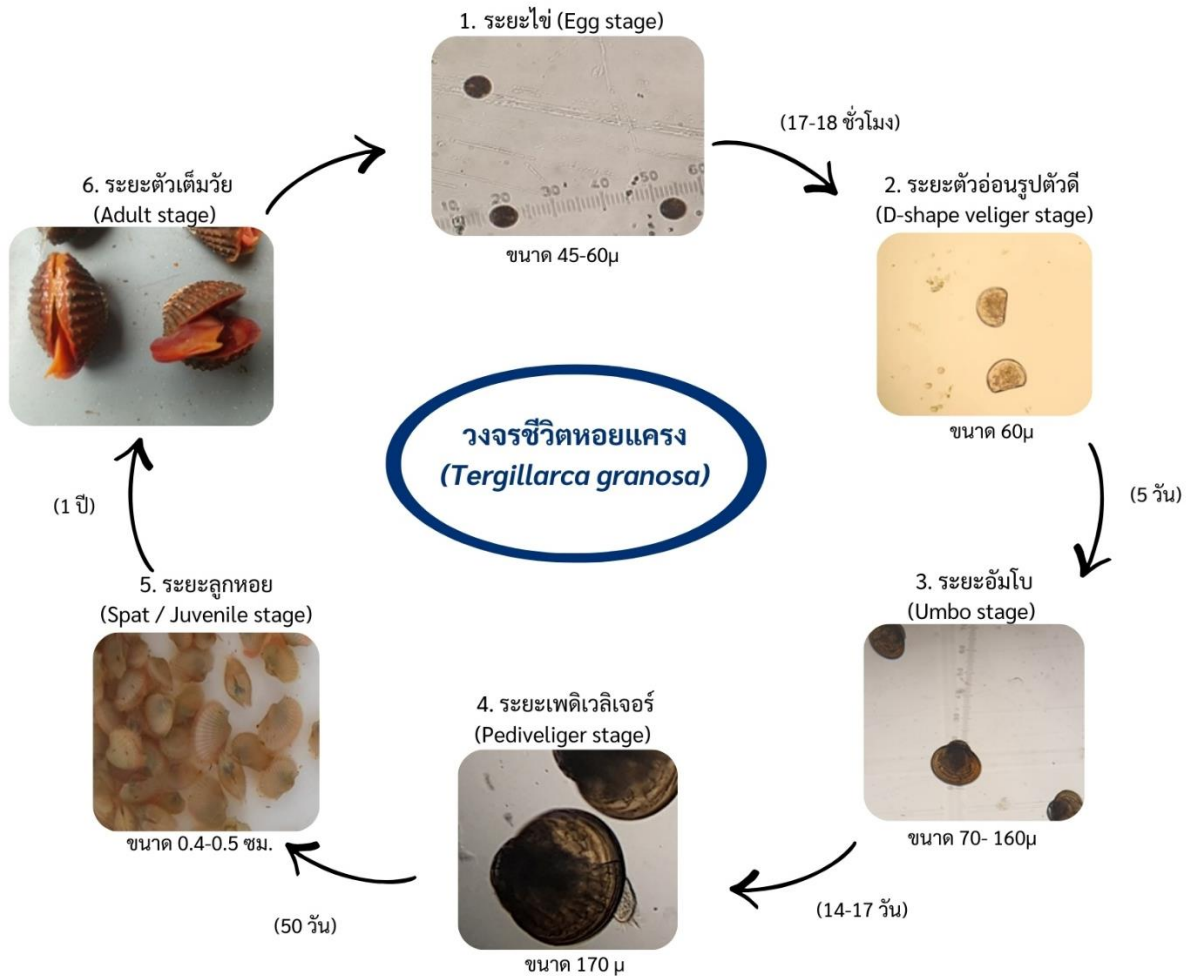 1. ระยะไข่ (Egg stage)
10 20 30 40 50 60
ขนาด 45-60μ
(17-18 ชั่วโมง)
2. ระยะตัวอ่อนรูปตัวดี
(D-shape veliger stage)
ขนาด 60μ
(5 วัน)
3. ระยะอัมโบ
(Umbo stage)
ขนาด 70- 160μ
(14-17 วัน)
4. ระยะเพดิเวลิเจอร์
(Pediveliger stage)
ขนาด 170 μ
(50 วัน)
5. ระยะลูกหอย
(Spat / Juvenile stage)
ขนาด 0.4-0.5 ซม.
(1 ปี)
6. ระยะตัวเต็มวัย
(Adult stage)
วงจรชีวิตหอยแครง
(Tergillarca granosa)